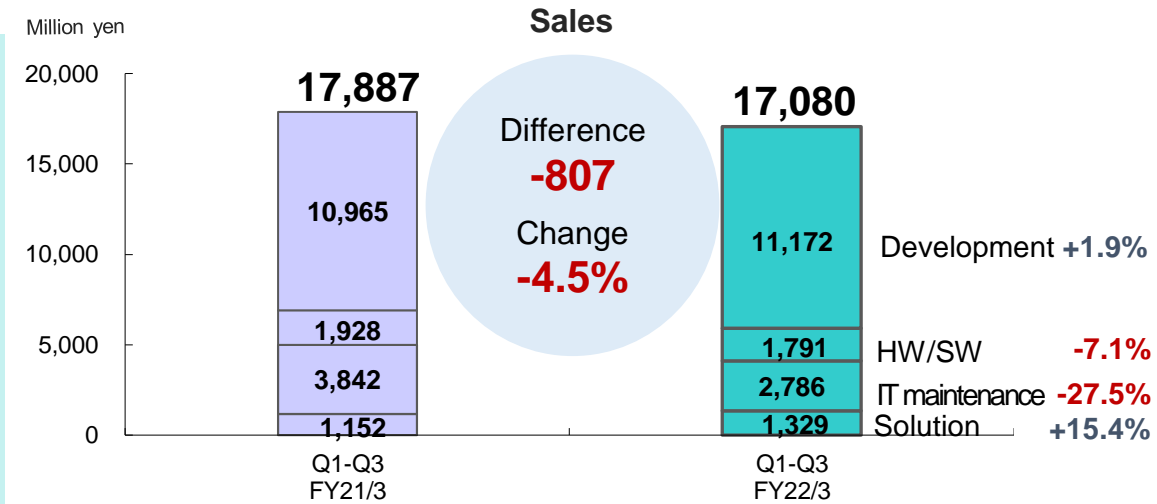 Sales
Million yen
20,000
15,000
10,000
5,000
0
17,887
10,965
1,928
3,842
1,152
Q1-Q3
FY21/3
Difference
-807
Change
-4.5%
17,080
11,172
1,791
2,786
1,329
Q1-Q3
FY22/3
Development +1.9%
HW/SW -7.1%
IT maintenance -27.5%
Solution +15.4%